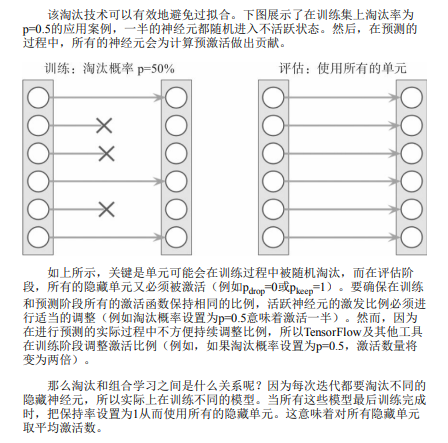 该淘汰技术可以有效地避免过拟合。下图展示了在训练集上淘汰率为
p=0.5的应用案例，一半的神经元都随机进入不活跃状态。然后，在预测的
过程中，所有的神经元会为计算预激活做出贡献。
训练：淘汰概率 p=50%
评估：使用所有的单元
如上所示，关键是单元可能会在训练过程中被随机淘汰，而在评估阶
段，所有的隐藏单元又必须被激活（例如pdrop=0或pkeep=1）。要确保在训练
和预测阶段所有的激活函数保持相同的比例，活跃神经元的激发比例必须进
行适当的调整（例如淘汰概率设置为p=0.5意味着激活一半）。然而，因为
在进行预测的实际过程中不方便持续调整比例，所以TensorFlow及其他工具
在训练阶段调整激活比例（例如，如果淘汰概率设置为p=0.5，激活数量将
变为两倍）。
那么淘汰和组合学习之间是什么关系呢？因为每次迭代都要淘汰不同的
隐藏神经元，所以实际上在训练不同的模型。当所有这些模型最后训练完成
时，把保持率设置为1从而使用所有的隐藏单元。这意味着对所有隐藏单元
取平均激活数。